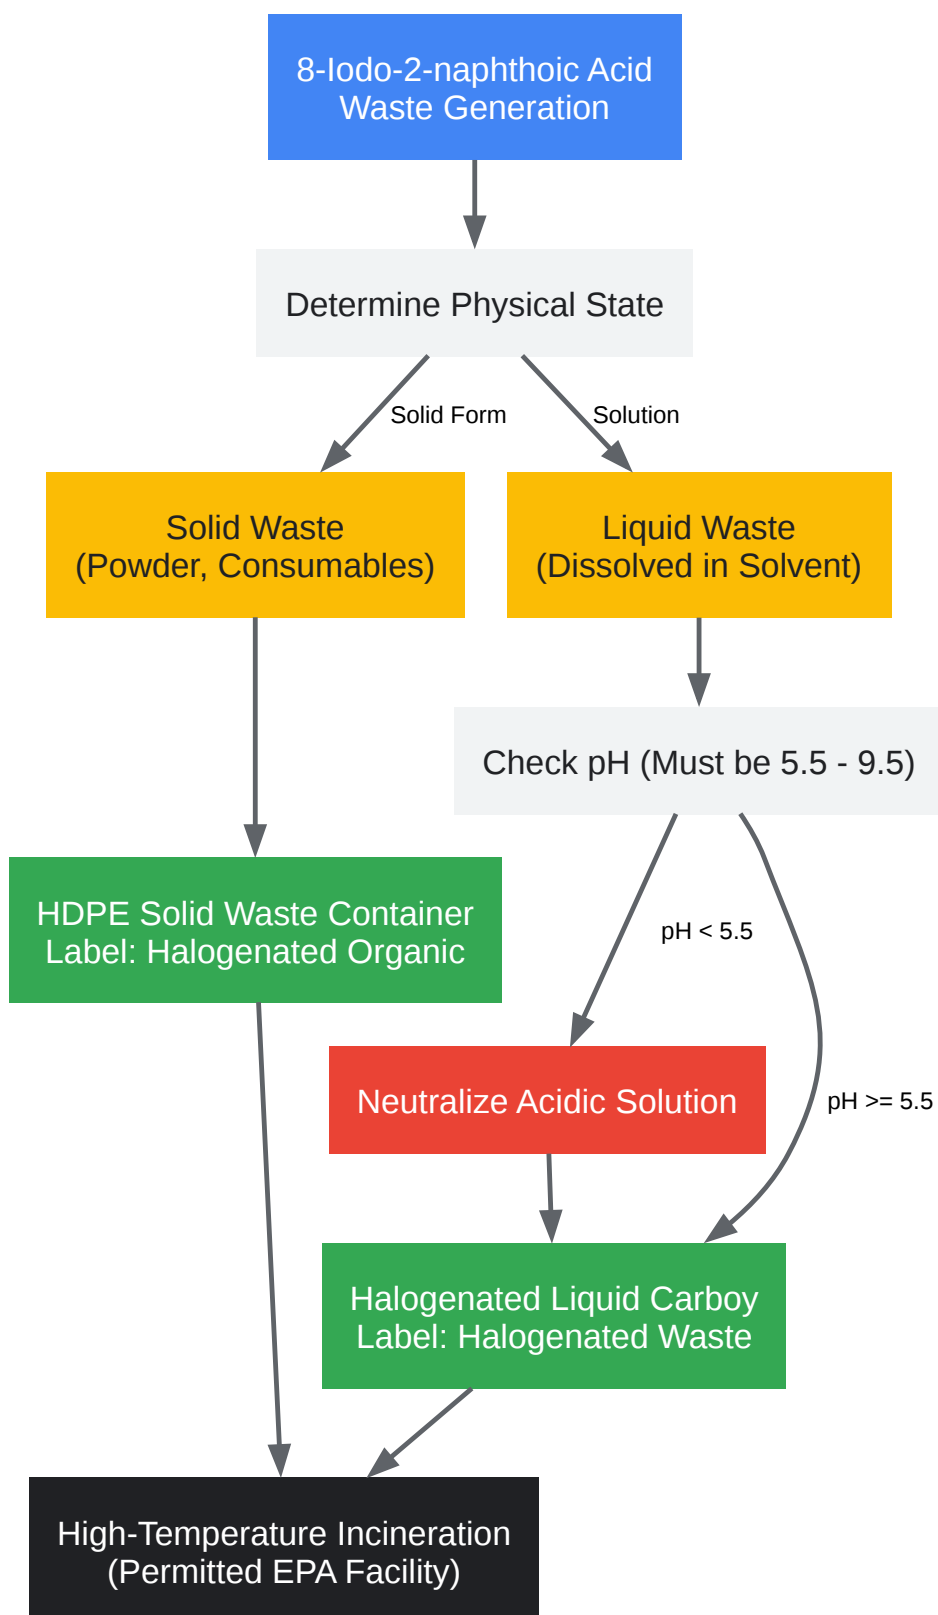 8-Iodo-2-naphthoic Acid
Waste Generation
Determine Physical State
Solid Form
Solution
Solid Waste
(Powder, Consumables)
Liquid Waste
(Dissolved in Solvent)
Check pH (Must be 5.5 - 9.5)
HDPE Solid Waste Container
Label: Halogenated Organic
pH < 5.5
Neutralize Acidic Solution
pH >= 5.5
Halogenated Liquid Carboy
Label: Halogenated Waste
High-Temperature Incineration
(Permitted EPA Facility)